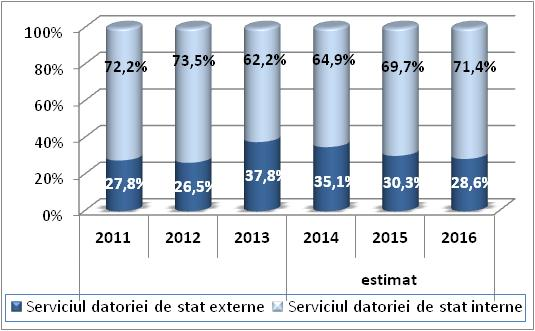 100%
80%
60%
40%
20%
0%
72,2% 73,5% 62,2% 64,9% 69,7% 71,4%
27,8% 26,5% 37,8% 35,1% 30,3% 28,6%
2011 2012 2013 2014 2015 2016
estimat
Serviciul datoriei de stat externe Serviciul datoriei de stat interne